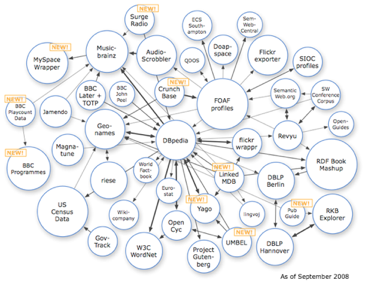 NEW!
Surge
Radio
ECS
South-
ampton
Sem-
Web-
Central
NEW!
MySpace
Wrapper
Music-
brainz
Audio-
Scrobbler
QDOS
Doap-
space
Flickr
exporter
SIOC
profiles
NEW!
BBC
Playcount
Data
BBC
Later +
TOTP
BBC
John
Peel
NEW!
Crunch
Base
FOAF
profiles
Semantic
Web.org
SW
Conference
Corpus
Jamendo
Geo-
names
DBpedia
flickr
wrappr
Revyu
Open-
Guides
NEW!
BBC
Programmes
Magna-
tune
World
Fact-
book
NEW!
Linked
MDB
RDF Book
Mashup
riese
Euro-
stat
DBLP
Berlin
US
Census
Data
Wiki-
company
NEW!
Yago
lingvoj
NEW!
Pub
Guide
RKB
Explorer
Gov-
Track
W3C
WordNet
Open
Cyc
NEW!
UMBEL
DBLP
Hannover
Project
Guten-
berg
As of September 2008